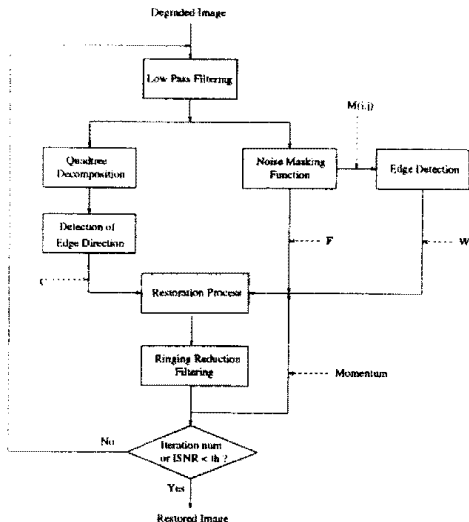 Degraded Image
Low Pass Filtering
M(i,j)
Quadtree
Decomposition
Noise Masking
Function
Edge Detection
Detection of
Edge Direction
F
W
C
Restoration Process
Ringing Reduction
Filtering
Momentum
No
Iteration num
or ISNR < th ?
Yes
Restored Image